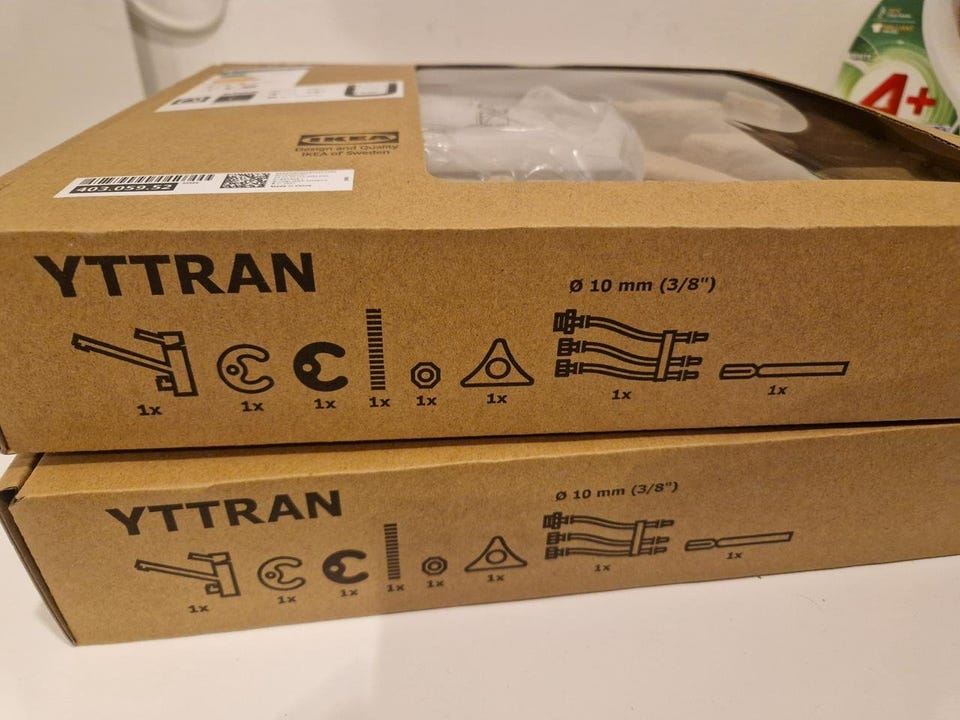 A+
IKEA
Design and Quality
IKEA of Sweden
403.059.52
YTTRAN
Ø 10 mm (3/8")
1x 1x 1x 1x 1x 1x 1x 1x
YTTRAN
Ø 10 mm (3/8")
1x 1x 1x 1x 1x 1x 1x 1x